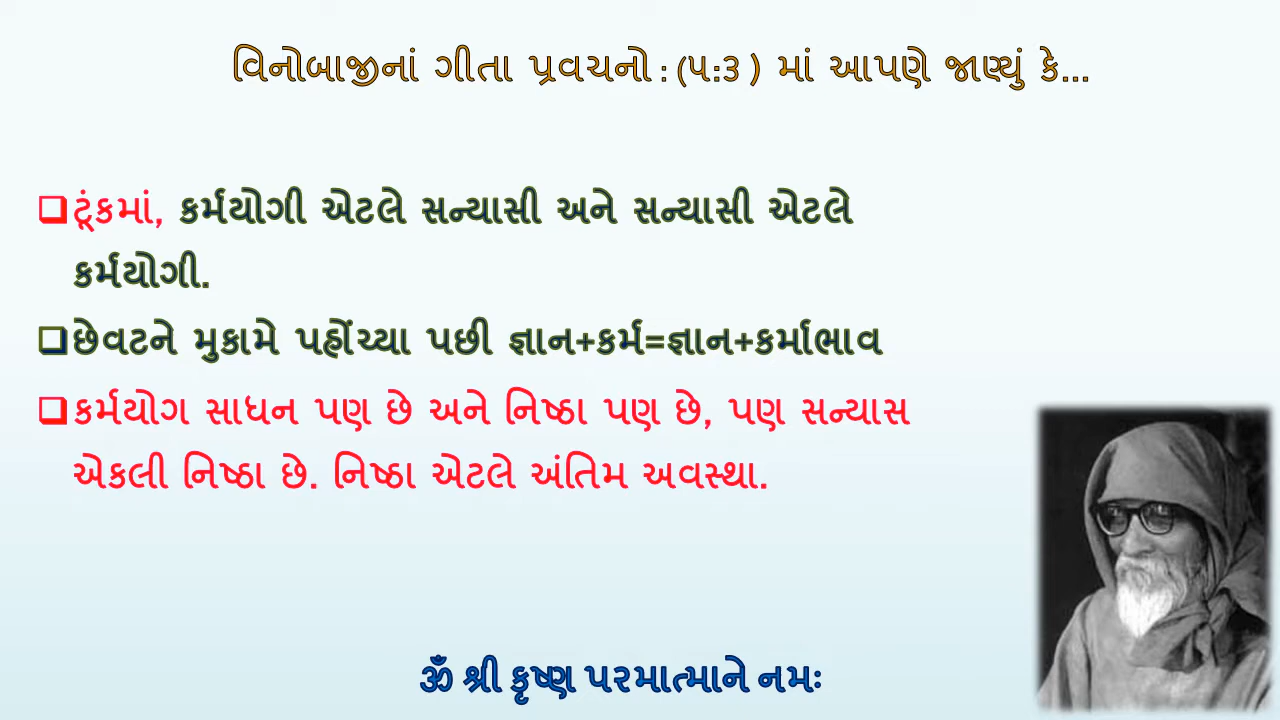 વિનોબાજીનાં ગીતા પ્રવચનો : (૫:૩ ) માં આપણે જાણ્યું કે...
ટૂંકમાં, કર્મયોગી એટલે સન્યાસી અને સન્યાસી એટલે
કર્મયોગી.
છેવટને મુકામે પહોંચ્યા પછી જ્ઞાન+કર્મ=જ્ઞાન+કર્માભાવ
કર્મયોગ સાધન પણ છે અને નિષ્ઠા પણ છે, પણ સન્યાસ
એકલી નિષ્ઠા છે. નિષ્ઠા એટલે અંતિમ અવસ્થા.
ૐ શ્રી કૃષ્ણ પરમાત્માને નમઃ